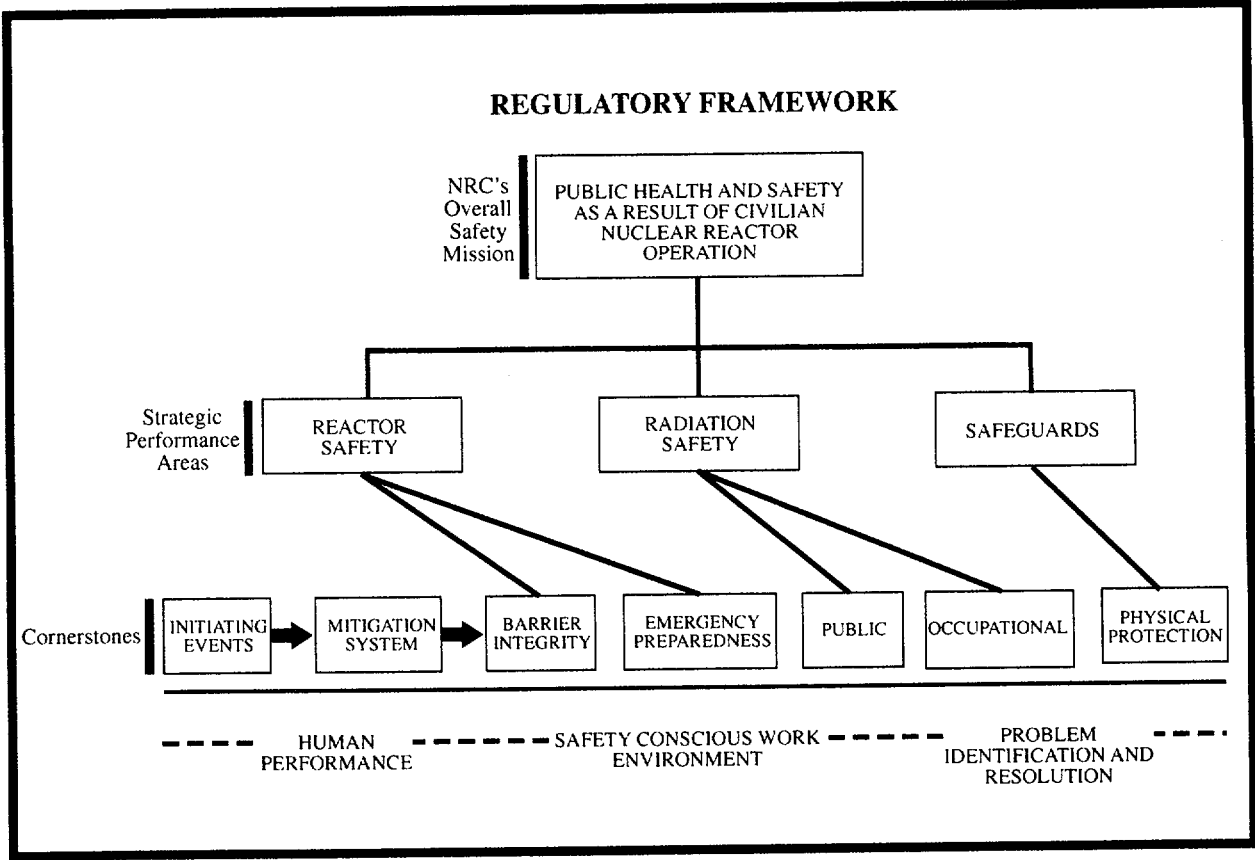 REGULATORY FRAMEWORK
NRC's
Overall
Safety
Mission
PUBLIC HEALTH AND SAFETY
AS A RESULT OF CIVILIAN
NUCLEAR REACTOR
OPERATION
Strategic
Performance
Areas
REACTOR
SAFETY
RADIATION
SAFETY
SAFEGUARDS
Cornerstones
INITIATING
EVENTS
MITIGATION
SYSTEM
BARRIER
INTEGRITY
EMERGENCY
PREPAREDNESS
PUBLIC
OCCUPATIONAL
PHYSICAL
PROTECTION
HUMAN
PERFORMANCE
SAFETY CONSCIOUS WORK
ENVIRONMENT
PROBLEM
IDENTIFICATION AND
RESOLUTION